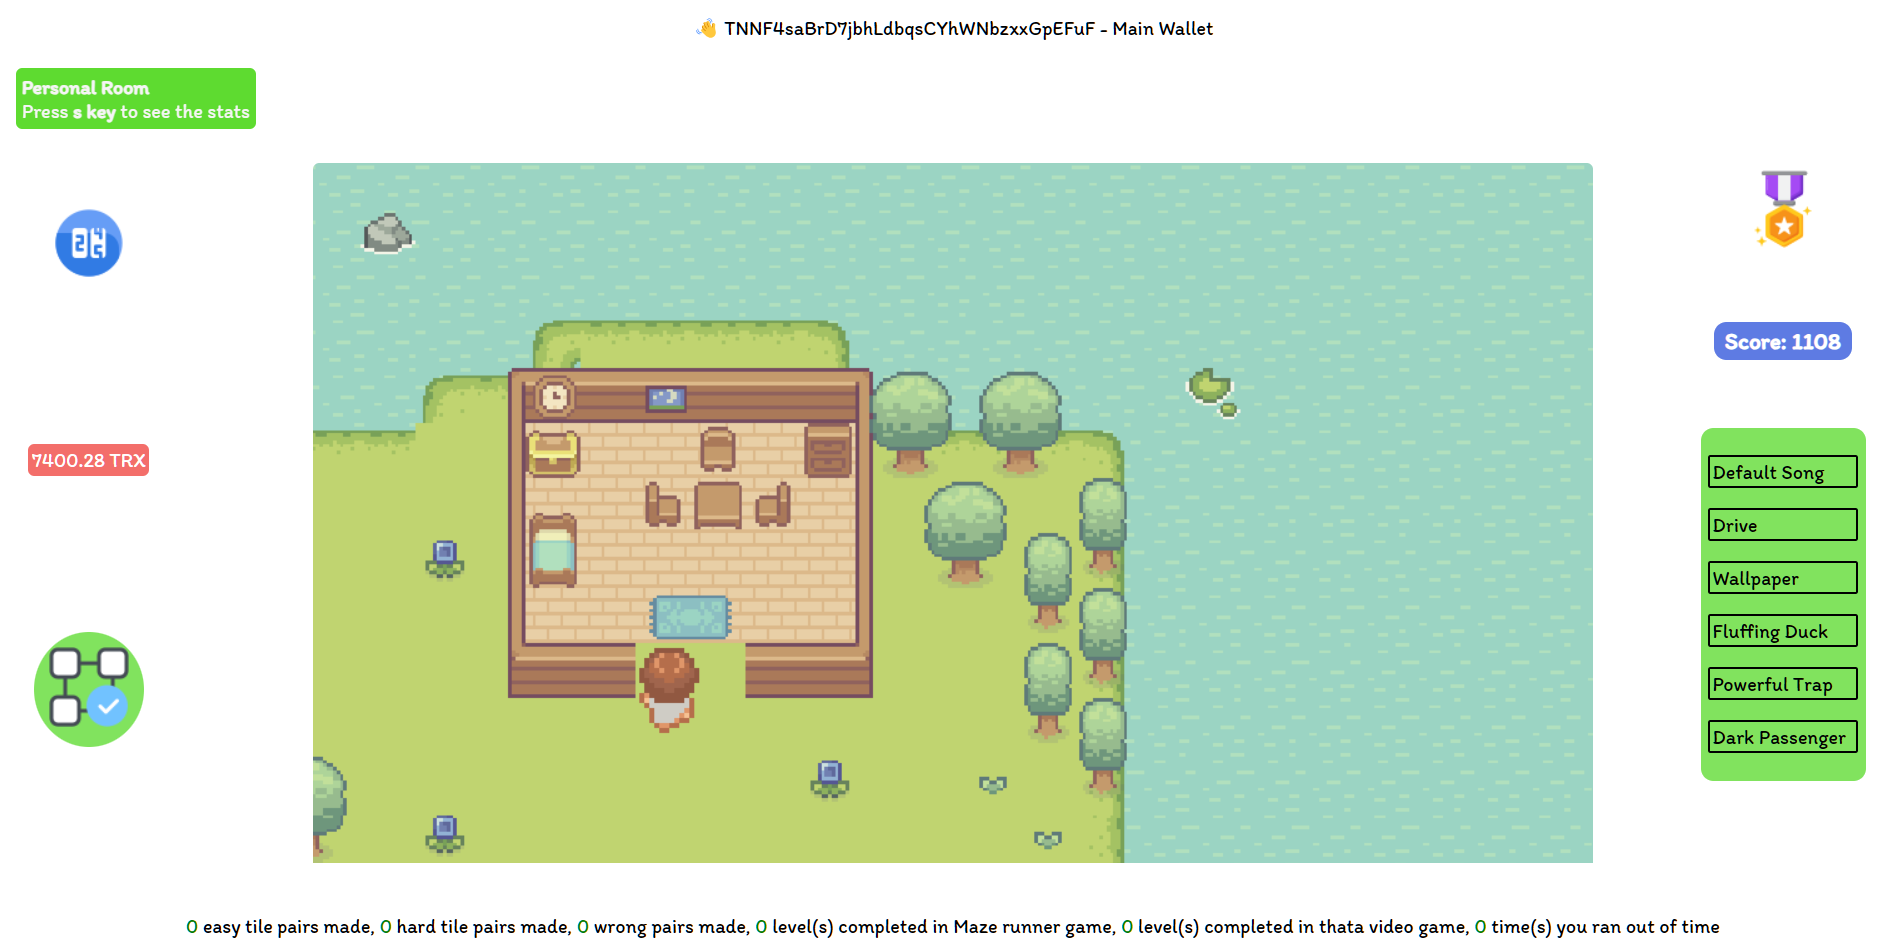 👋 TNNF4saBrD7jbhLdbqsCYhWNbzxxGpEFuF - Main Wallet
Personal Room
Press s key to see the stats
Score: 1108
7400.28 TRX
Default Song
Drive
Wallpaper
Fluffing Duck
Powerful Trap
Dark Passenger
0 easy tile pairs made, 0 hard tile pairs made, 0 wrong pairs made, 0 level(s) completed in Maze runner game, 0 level(s) completed in thata video game, 0 time(s) you ran out of time